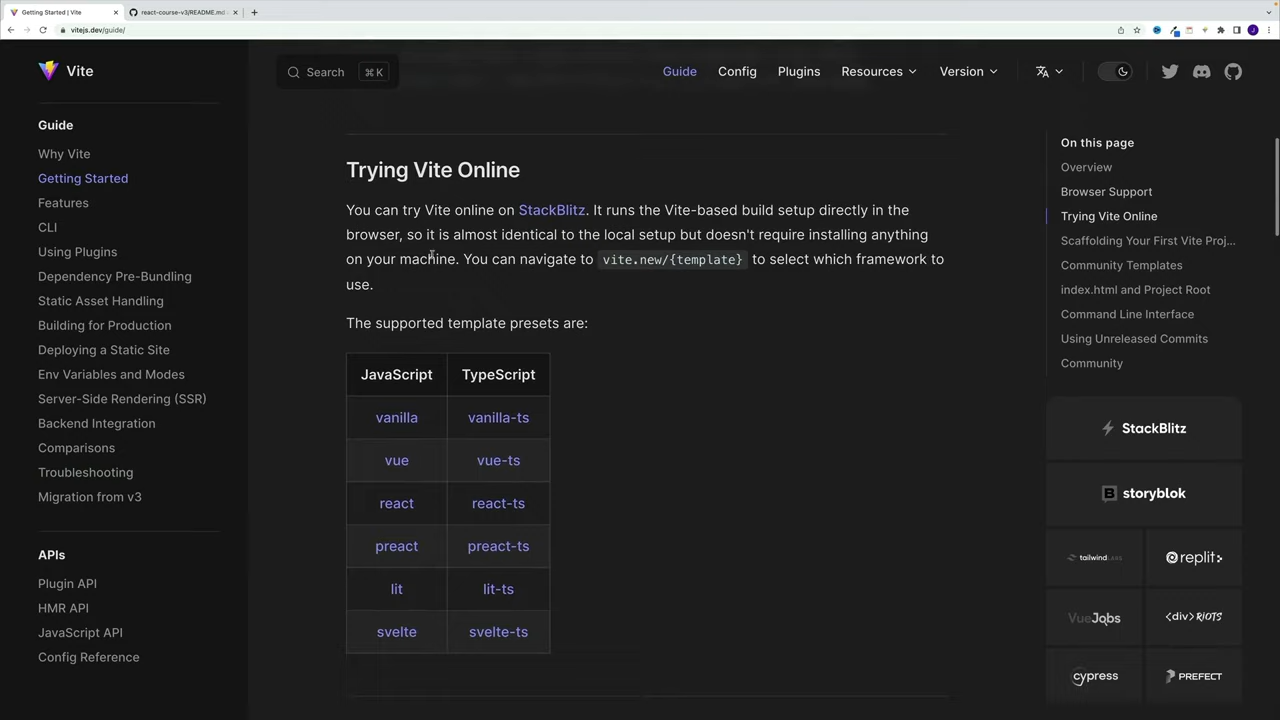 Getting Started | Vite
react-course-v3/README.md
vitejs.dev/guide/
Vite
Search
⌘ K
Guide
Config
Plugins
Resources
Version
Guide
Why Vite
Getting Started
Features
CLI
Using Plugins
Dependency Pre-Bundling
Static Asset Handling
Building for Production
Deploying a Static Site
Env Variables and Modes
Server-Side Rendering (SSR)
Backend Integration
Comparisons
Troubleshooting
Migration from v3
APIs
Plugin API
HMR API
JavaScript API
Config Reference
Trying Vite Online
You can try Vite online on StackBlitz. It runs the Vite-based build setup directly in the
browser, so it is almost identical to the local setup but doesn't require installing anything
on your machine. You can navigate to vite.new/{template} to select which framework to
use.
The supported template presets are:
JavaScript TypeScript
vanilla vanilla-ts
vue vue-ts
react react-ts
preact preact-ts
lit lit-ts
svelte svelte-ts
On this page
Overview
Browser Support
Trying Vite Online
Scaffolding Your First Vite Proj...
Community Templates
index.html and Project Root
Command Line Interface
Using Unreleased Commits
Community
StackBlitz
storyblok
tailwind LABS
replit
VueJobs
<div>RIOTS
cypress
PREFECT